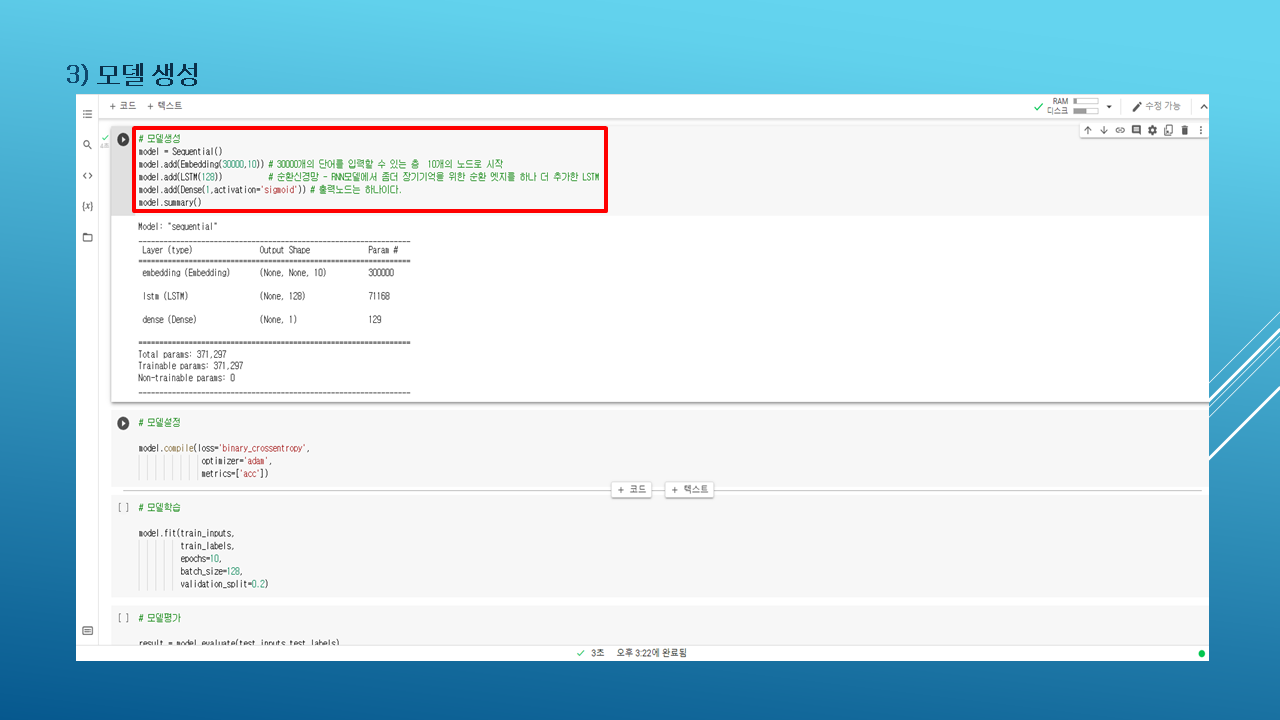 3) 모델 생성
+ 코드 + 텍스트
RAM
디스크
수정 가능
# 모델생성
model = Sequential()
model.add(Embedding(30000,10)) # 30000개의 단어를 입력할 수 있는 층 10개의 노드로 시작
model.add(LSTM(128)) # 순환신경망 - RNN모델에서 좀더 장기기억을 위한 순환 엣지를 하나 더 추가한 LSTM
model.add(Dense(1,activation='sigmoid')) # 출력노드는 하나이다.
model.summary()
Model: "sequential"
Layer (type) Output Shape Param #
embedding (Embedding) (None, None, 10) 300000
lstm (LSTM) (None, 128) 71168
dense (Dense) (None, 1) 129
Total params: 371,297
Trainable params: 371,297
Non-trainable params: 0
# 모델설정
model.compile(loss='binary_crossentropy',
optimizer='adam',
metrics=['acc'])
+ 코드 + 텍스트
[ ] # 모델학습
model.fit(train_inputs,
train_labels,
epochs=10,
batch_size=128,
validation_split=0.2)
[ ] # 모델평가
result = model.evaluate(test_inputs,test_labels)
3초 오후 3:22에 완료됨